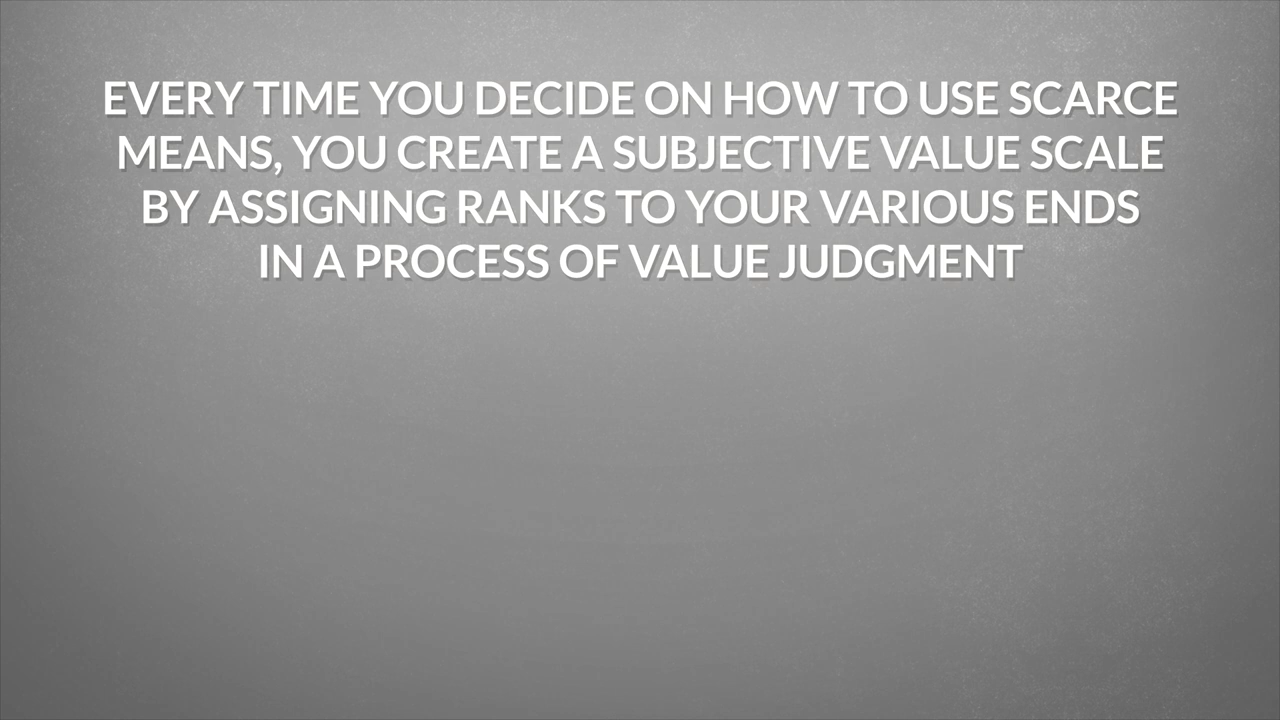 EVERY TIME YOU DECIDE ON HOW TO USE SCARCE
MEANS, YOU CREATE A SUBJECTIVE VALUE SCALE
BY ASSIGNING RANKS TO YOUR VARIOUS ENDS
IN A PROCESS OF VALUE JUDGMENT